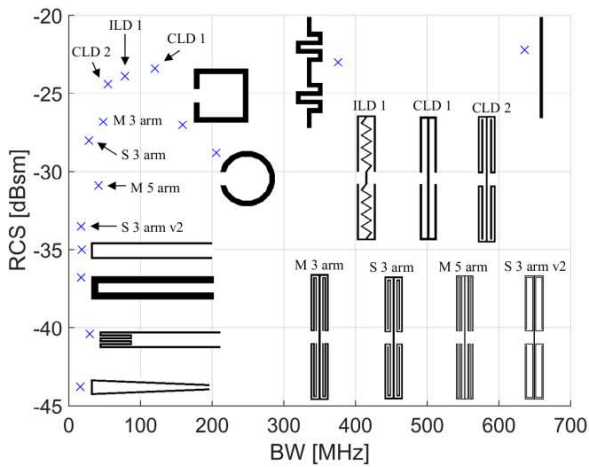 -20
ILD 1
CLD 2
CLD 1
-25
ILD 1
CLD 1
CLD 2
M 3 arm
S 3 arm
-30
M 5 arm
RCS [dBsm]
S 3 arm v2
-35
M 3 arm
S 3 arm
M 5 arm
S 3 arm v2
-40
-45
0
100
200
300
400
500
600
700
BW [MHz]